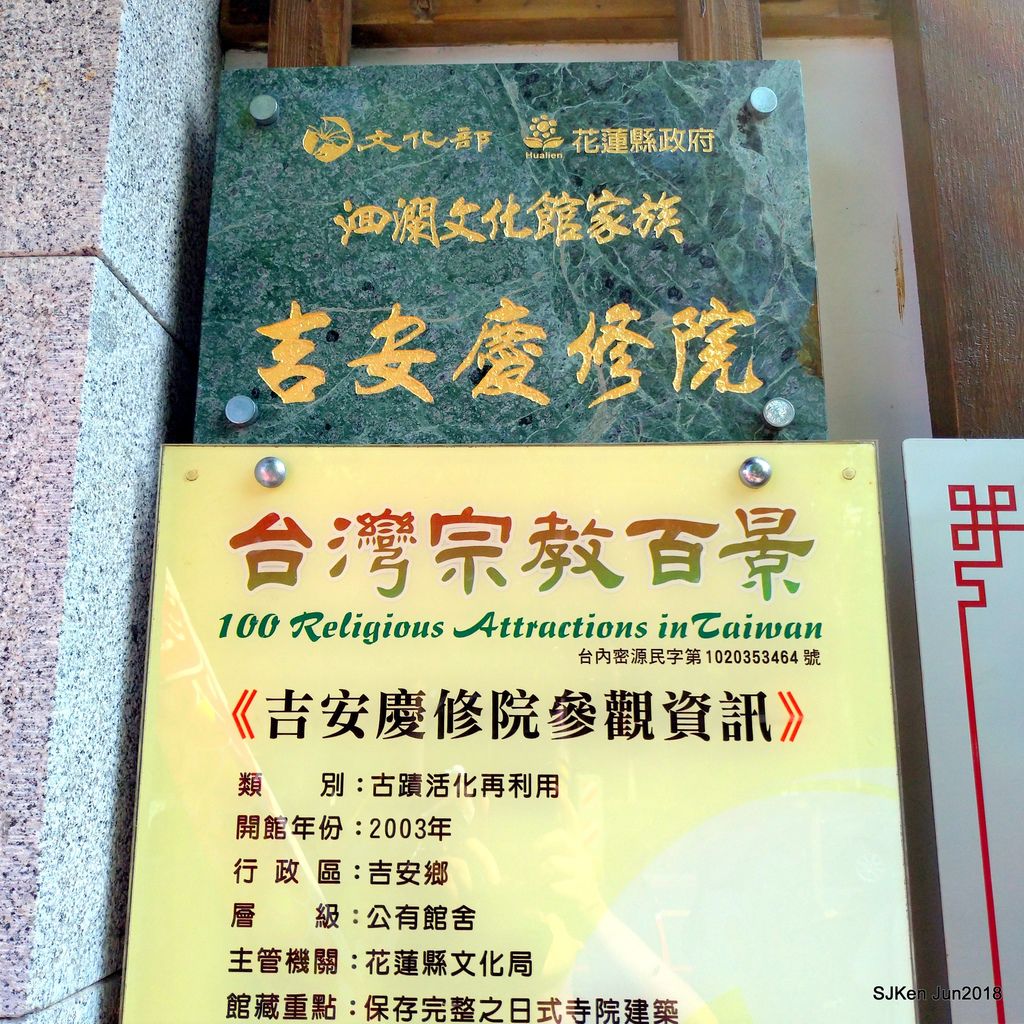 文化部 Hualien 花蓮縣政府
洄瀾文化館家族
吉安慶修院
台灣宗教百景
100 Religious Attractions in Taiwan
台內密源民字第1020353464號
《吉安慶修院參觀資訊》
類 別：古蹟活化再利用
開館年份：2003年
行 政 區：吉安鄉
層 級：公有館舍
主管機關：花蓮縣文化局
館藏重點：保存完整之日式寺院建築
SJKen Jun2018